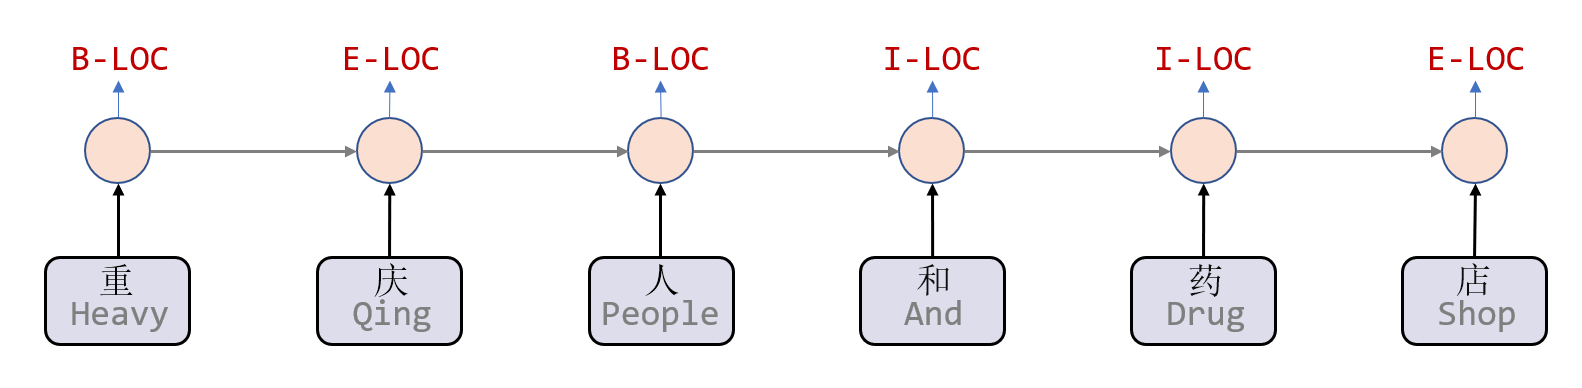 B-LOC E-LOC B-LOC I-LOC I-LOC E-LOC
重 庆 人 和 药 店
Heavy Qing People And Drug Shop